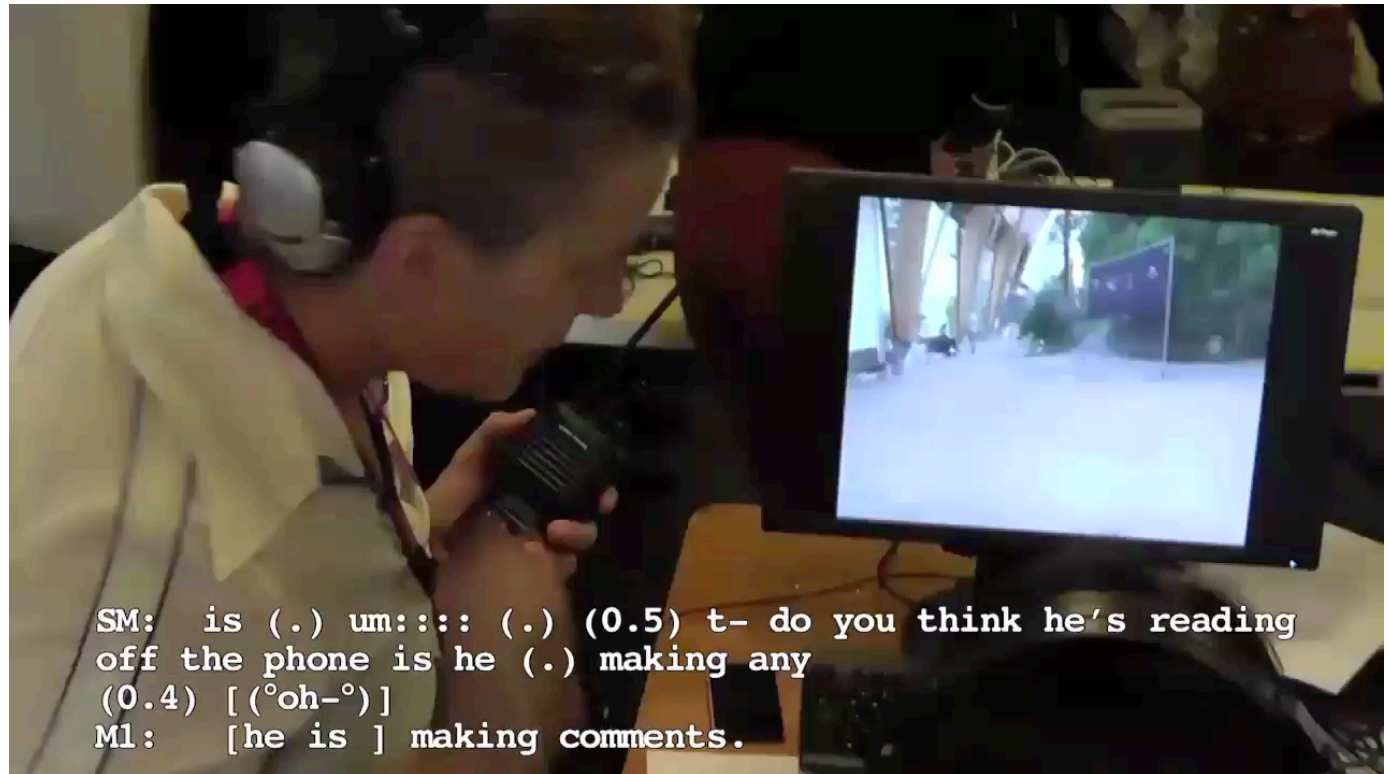 SM: is (.) um:::: (.) (0.5) t- do you think he's reading
off the phone is he (.) making any
(0.4) [(°oh-°)]
M1: [he is ] making comments.